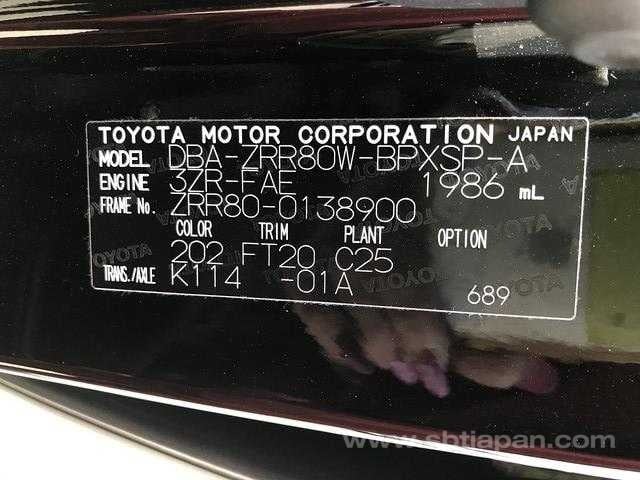 TOYOTA MOTOR CORPORATION JAPAN
MODEL DBA-ZRR80W-BPXSP-A
ENGINE 3ZR-FAE 1986 mL
FRAME No. ZRR80-0138900
COLOR TRIM PLANT OPTION
202 FT20 C25
TRANS./AXLE K114 -01A
689
www.sbtjapan.com